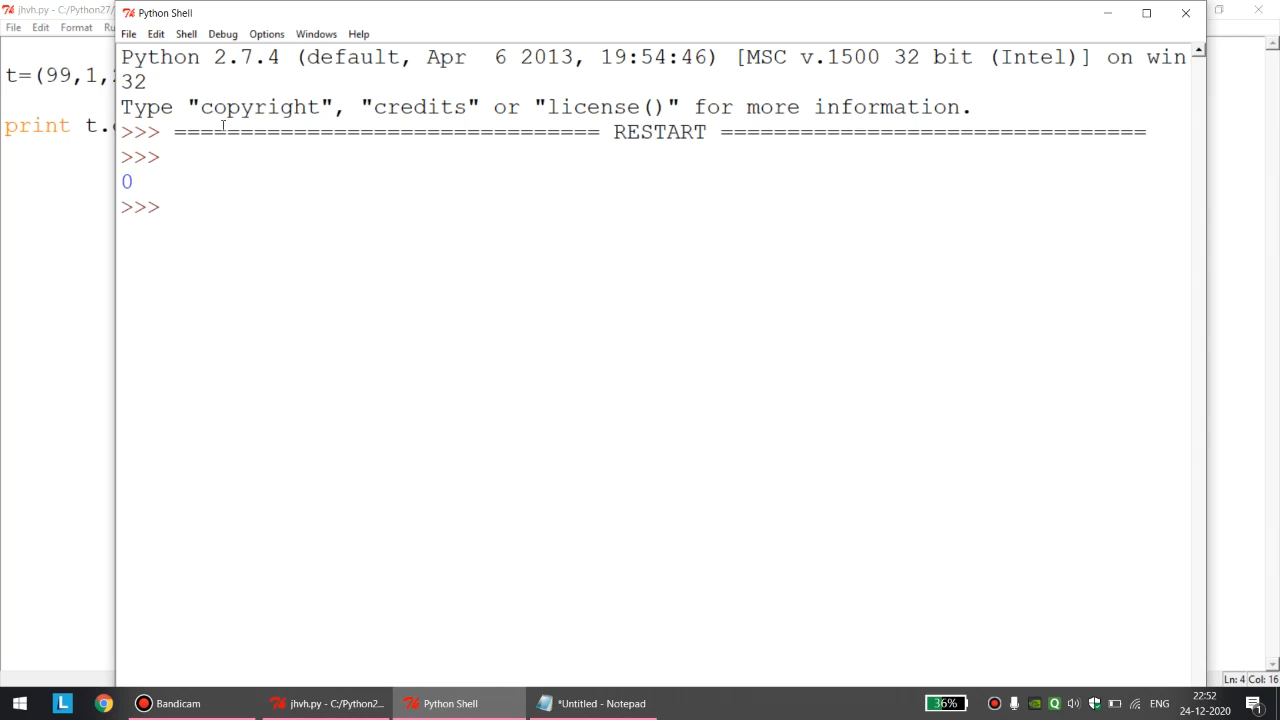 jhvh.py - C:/Python27/
File Edit Format Ru
t=(99,1,
print t.
Python Shell
File Edit Shell Debug Options Windows Help
Python 2.7.4 (default, Apr  6 2013, 19:54:46) [MSC v.1500 32 bit (Intel)] on win
32
Type "copyright", "credits" or "license()" for more information.
>>> ================================ RESTART ================================
>>>
0
>>>
Ln: 4 Col: 16
L
Bandicam
jhvh.py - C:/Python2...
Python Shell
*Untitled - Notepad
36%
ENG
22:52
24-12-2020
1